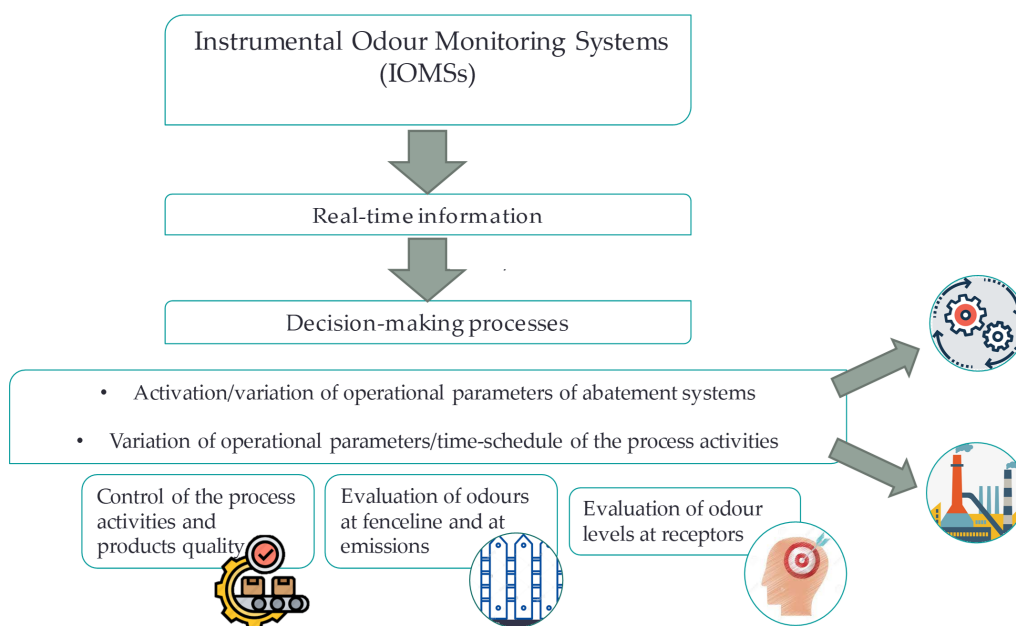 Instrumental Odour Monitoring Systems
(IOMSs)
Real-time information
Decision-making processes
• Activation/variation of operational parameters of abatement systems
• Variation of operational parameters/time-schedule of the process activities
Control of the process
activities and
products quality
Evaluation of odours
at fenceline and at
emissions
Evaluation of odour
levels at receptors